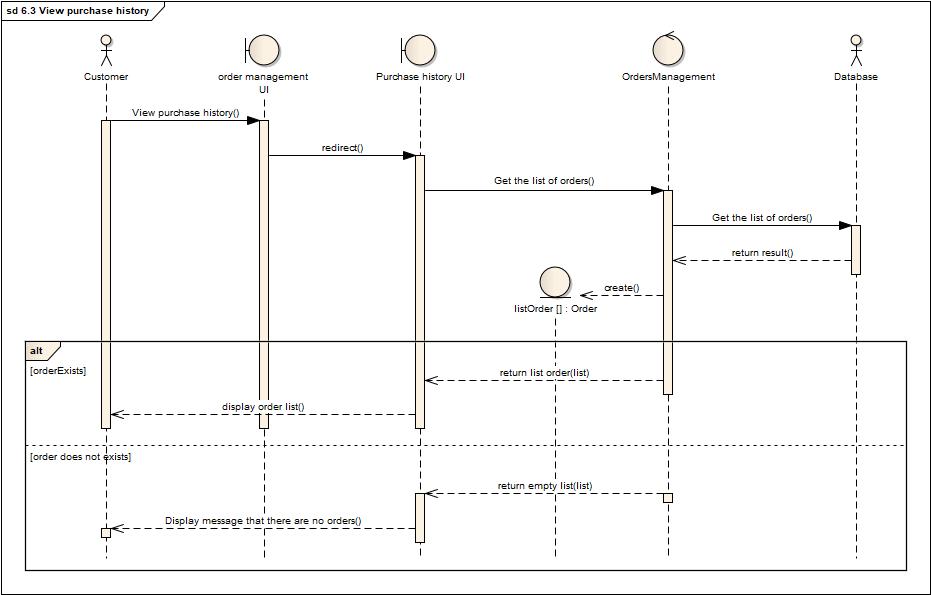 sd 6.3 View purchase history
Customer
order management
UI
Purchase history UI
OrdersManagement
Database
View purchase history()
redirect()
Get the list of orders()
Get the list of orders()
return result()
create()
listOrder [] : Order
alt
[orderExists]
return list order(list)
display order list()
[order does not exists]
return empty list(list)
Display message that there are no orders()